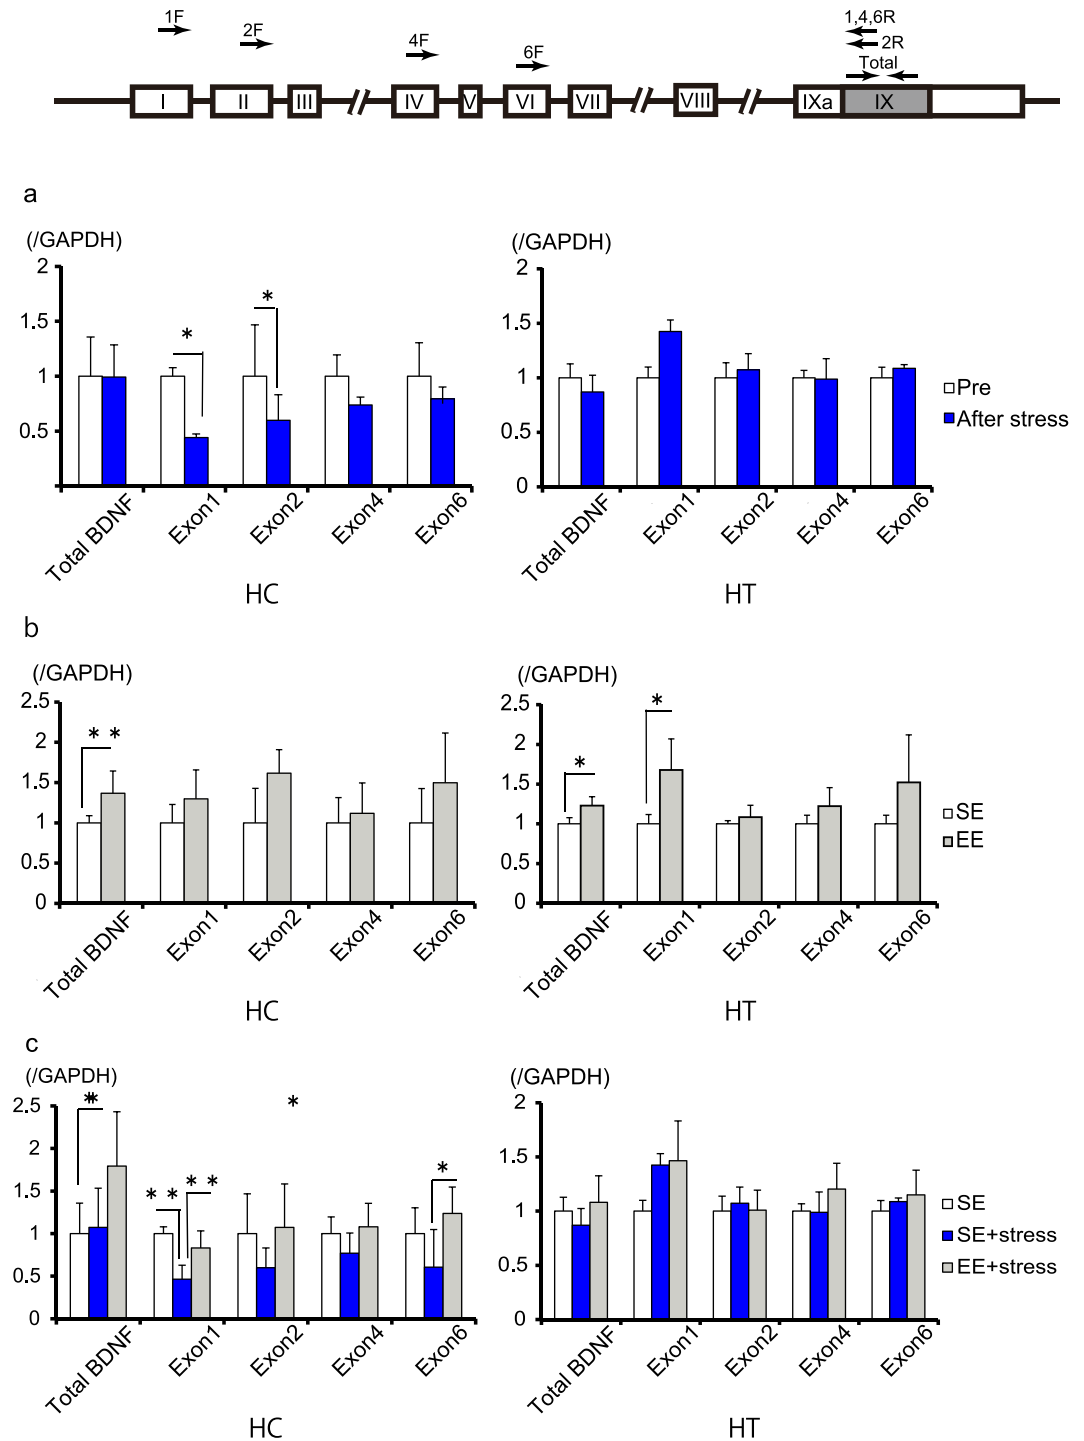 1F
2F
4F
6F
1,4,6R
2R
Total
I II III IV V VI VII VIII IXa IX
a
(/GAPDH)
2
1.5
1
0.5
*
*
Total BDNF Exon1 Exon2 Exon4 Exon6
HC
(/GAPDH)
2
1.5
1
0.5
0
Total BDNF Exon1 Exon2 Exon4 Exon6
HT
Pre
After stress
b
(/GAPDH)
2.5
2
1.5
1
0.5
0
* *
Total BDNF Exon1 Exon2 Exon4 Exon6
HC
(/GAPDH)
2.5
2
1.5
1
0.5
0
*
*
Total BDNF Exon1 Exon2 Exon4 Exon6
HT
SE
EE
c
(/GAPDH)
2.5
2
1.5
1
0.5
0
**
* *
* *
*
*
Total BDNF Exon1 Exon2 Exon4 Exon6
HC
(/GAPDH)
2
1.5
1
0.5
0
Total BDNF Exon1 Exon2 Exon4 Exon6
HT
SE
SE+stress
EE+stress